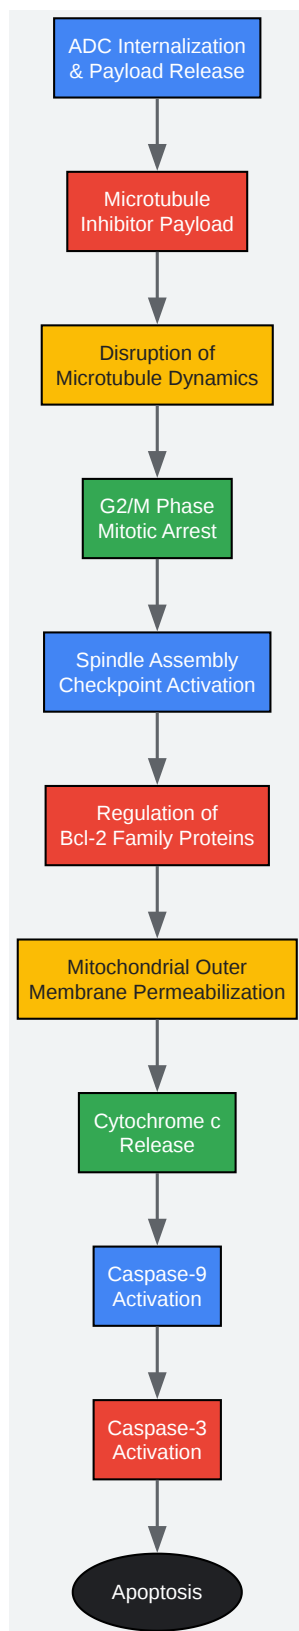 ADC Internalization
& Payload Release
Microtubule
Inhibitor Payload
Disruption of
Microtubule Dynamics
G2/M Phase
Mitotic Arrest
Spindle Assembly
Checkpoint Activation
Regulation of
Bcl-2 Family Proteins
Mitochondrial Outer
Membrane Permeabilization
Cytochrome c
Release
Caspase-9
Activation
Caspase-3
Activation
Apoptosis